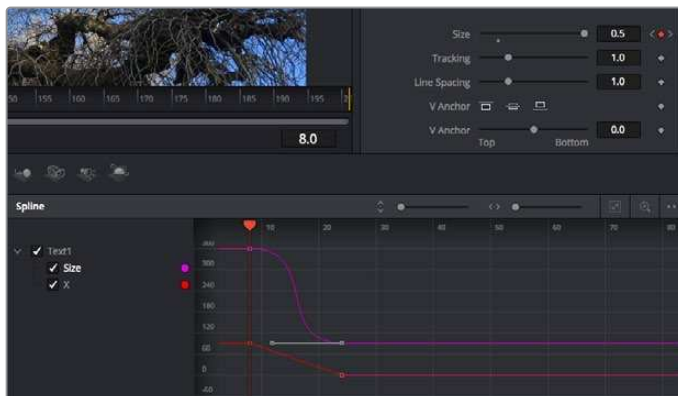 Size 0.5
Tracking 1.0
Line Spacing 1.0
V Anchor
V Anchor 0.0
Top Bottom
155 160 165 170 175 180 185 190 195
8.0
Spline
10 20 30 40 50 60 70 80
Text1
Size
X
300
240
180
120
60
0
-60